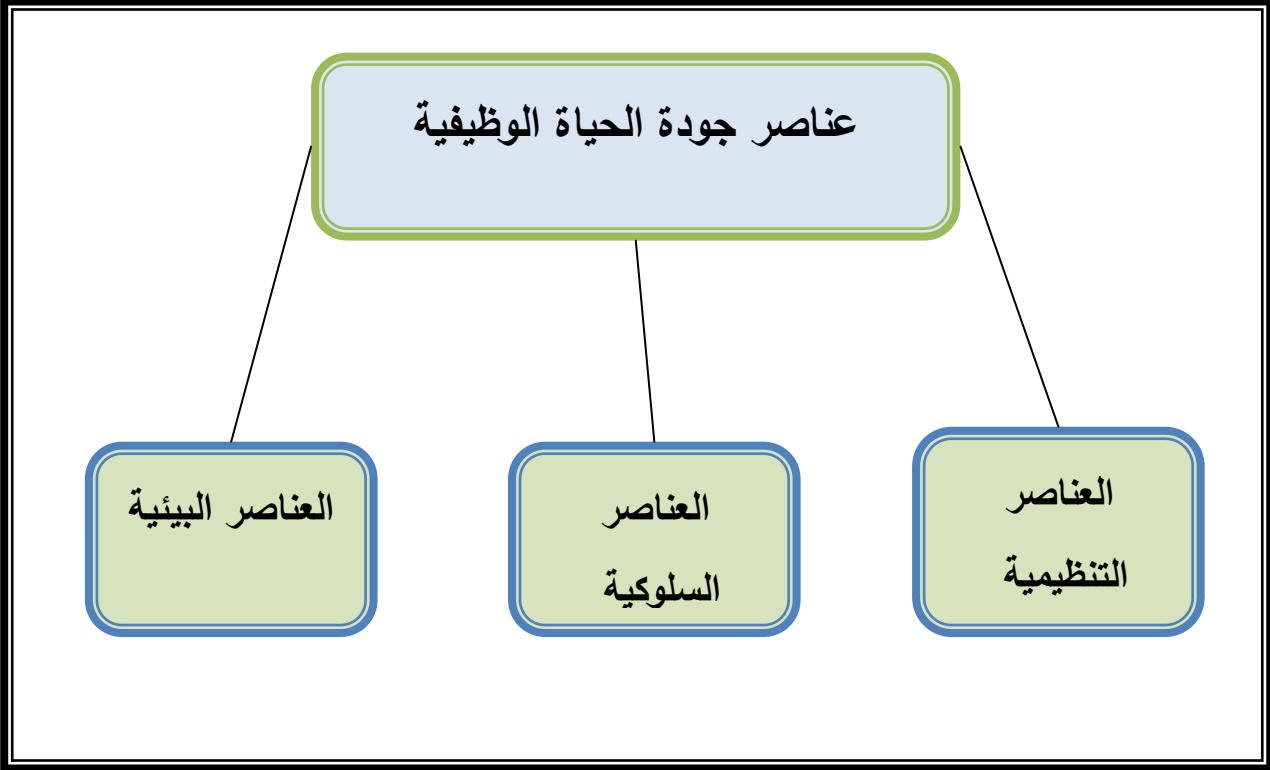 عناصر جودة الحياة الوظيفية
العناصر
التنظيمية
العناصر
السلوكية
العناصر البيئية